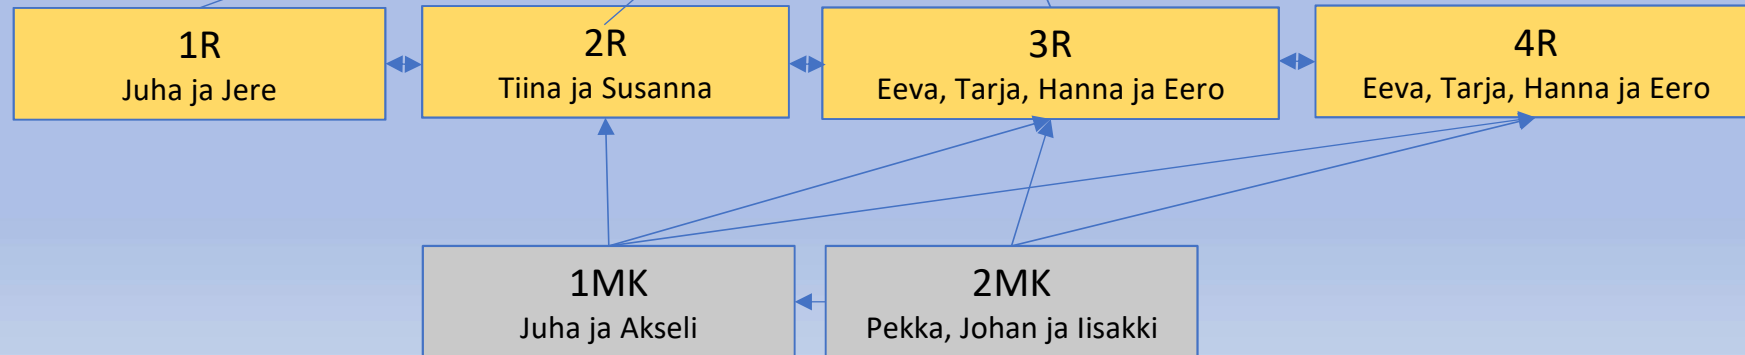 1R
Juha ja Jere
2R
Tiina ja Susanna
3R
Eeva, Tarja, Hanna ja Eero
4R
Eeva, Tarja, Hanna ja Eero
1MK
Juha ja Akseli
2MK
Pekka, Johan ja Iisakki